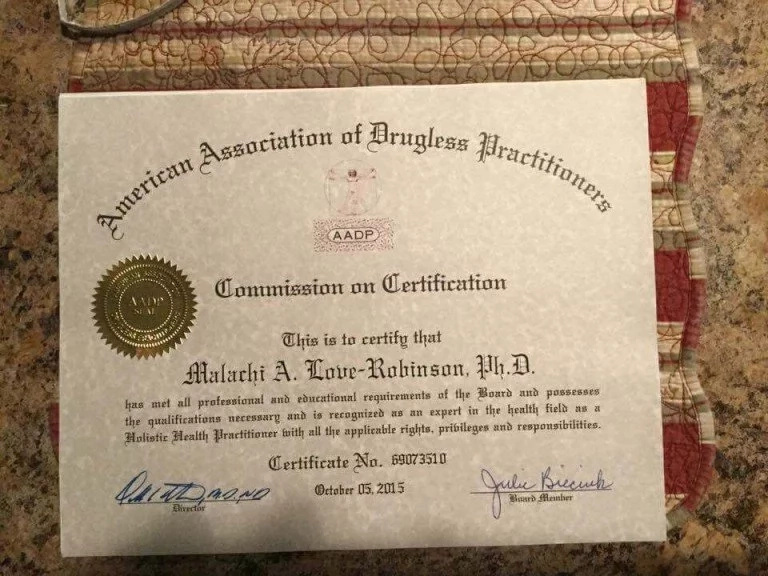 American Association of Drugless Practitioners
AADP
Commission on Certification
AADP
SEAL
This is to certify that
Malachi A. Love-Robinson, Ph.D.
has met all professional and educational requirements of the Board and possesses
the qualifications necessary and is recognized as an expert in the health field as a
Holistic Health Practitioner with all the applicable rights, privileges and responsibilities.
Certificate No. 69073510
October 05, 2015
Director
Board Member